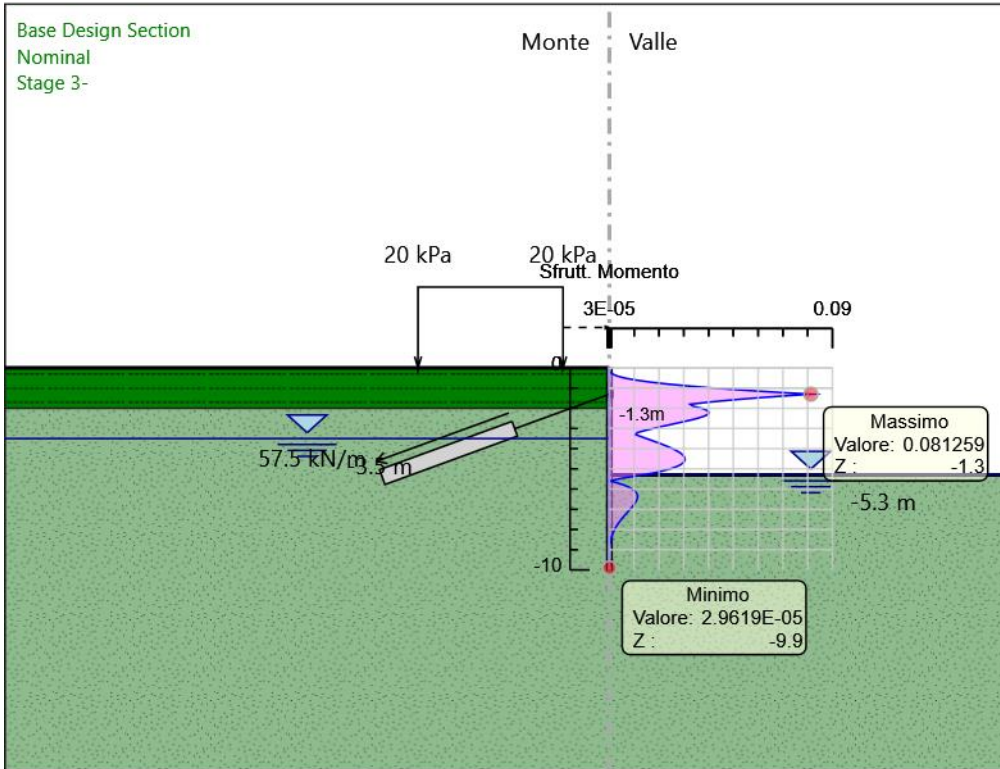 Base Design Section
Nominal
Stage 3-
Monte
Valle
20 kPa
20 kPa
Sfrutt. Momento
3E-05
0.09
0
-1.3m
Massimo
Valore: 0.081259
Z : -1.3
57.5 kN/m
-3.5 m
-5.3 m
-10
Minimo
Valore: 2.9619E-05
Z : -9.9